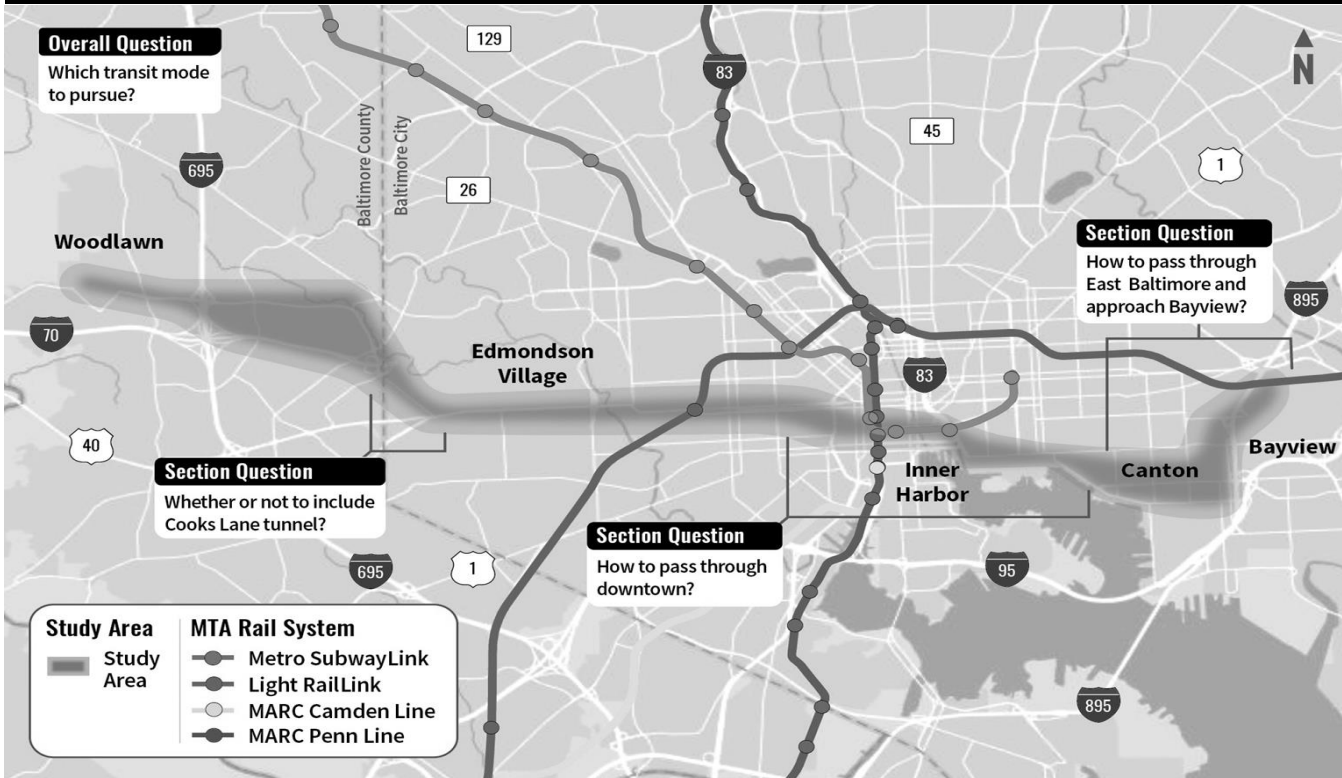 Overall Question
Which transit mode
to pursue?
129
83
N
45
1
695
Baltimore County
Baltimore City
26
Woodlawn
Section Question
How to pass through
East Baltimore and
approach Bayview?
895
70
Edmondson
Village
83
40
Section Question
Whether or not to include
Cooks Lane tunnel?
Inner
Harbor
Canton
Bayview
Section Question
How to pass through
downtown?
695
1
95
895
Study Area
Study
Area
MTA Rail System
Metro SubwayLink
Light RailLink
MARC Camden Line
MARC Penn Line